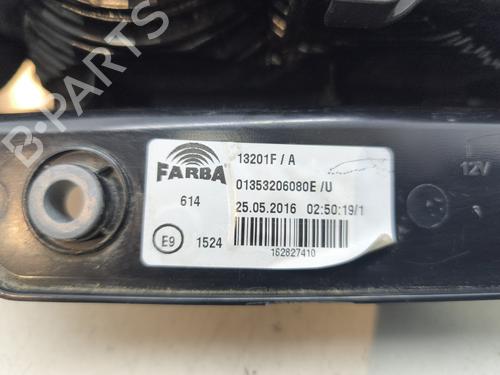 B-PARTS
FARBA
13201F / A
01353206080E /U
614
25.05.2016 02:50:19/1
E9
1524
162827410
12V